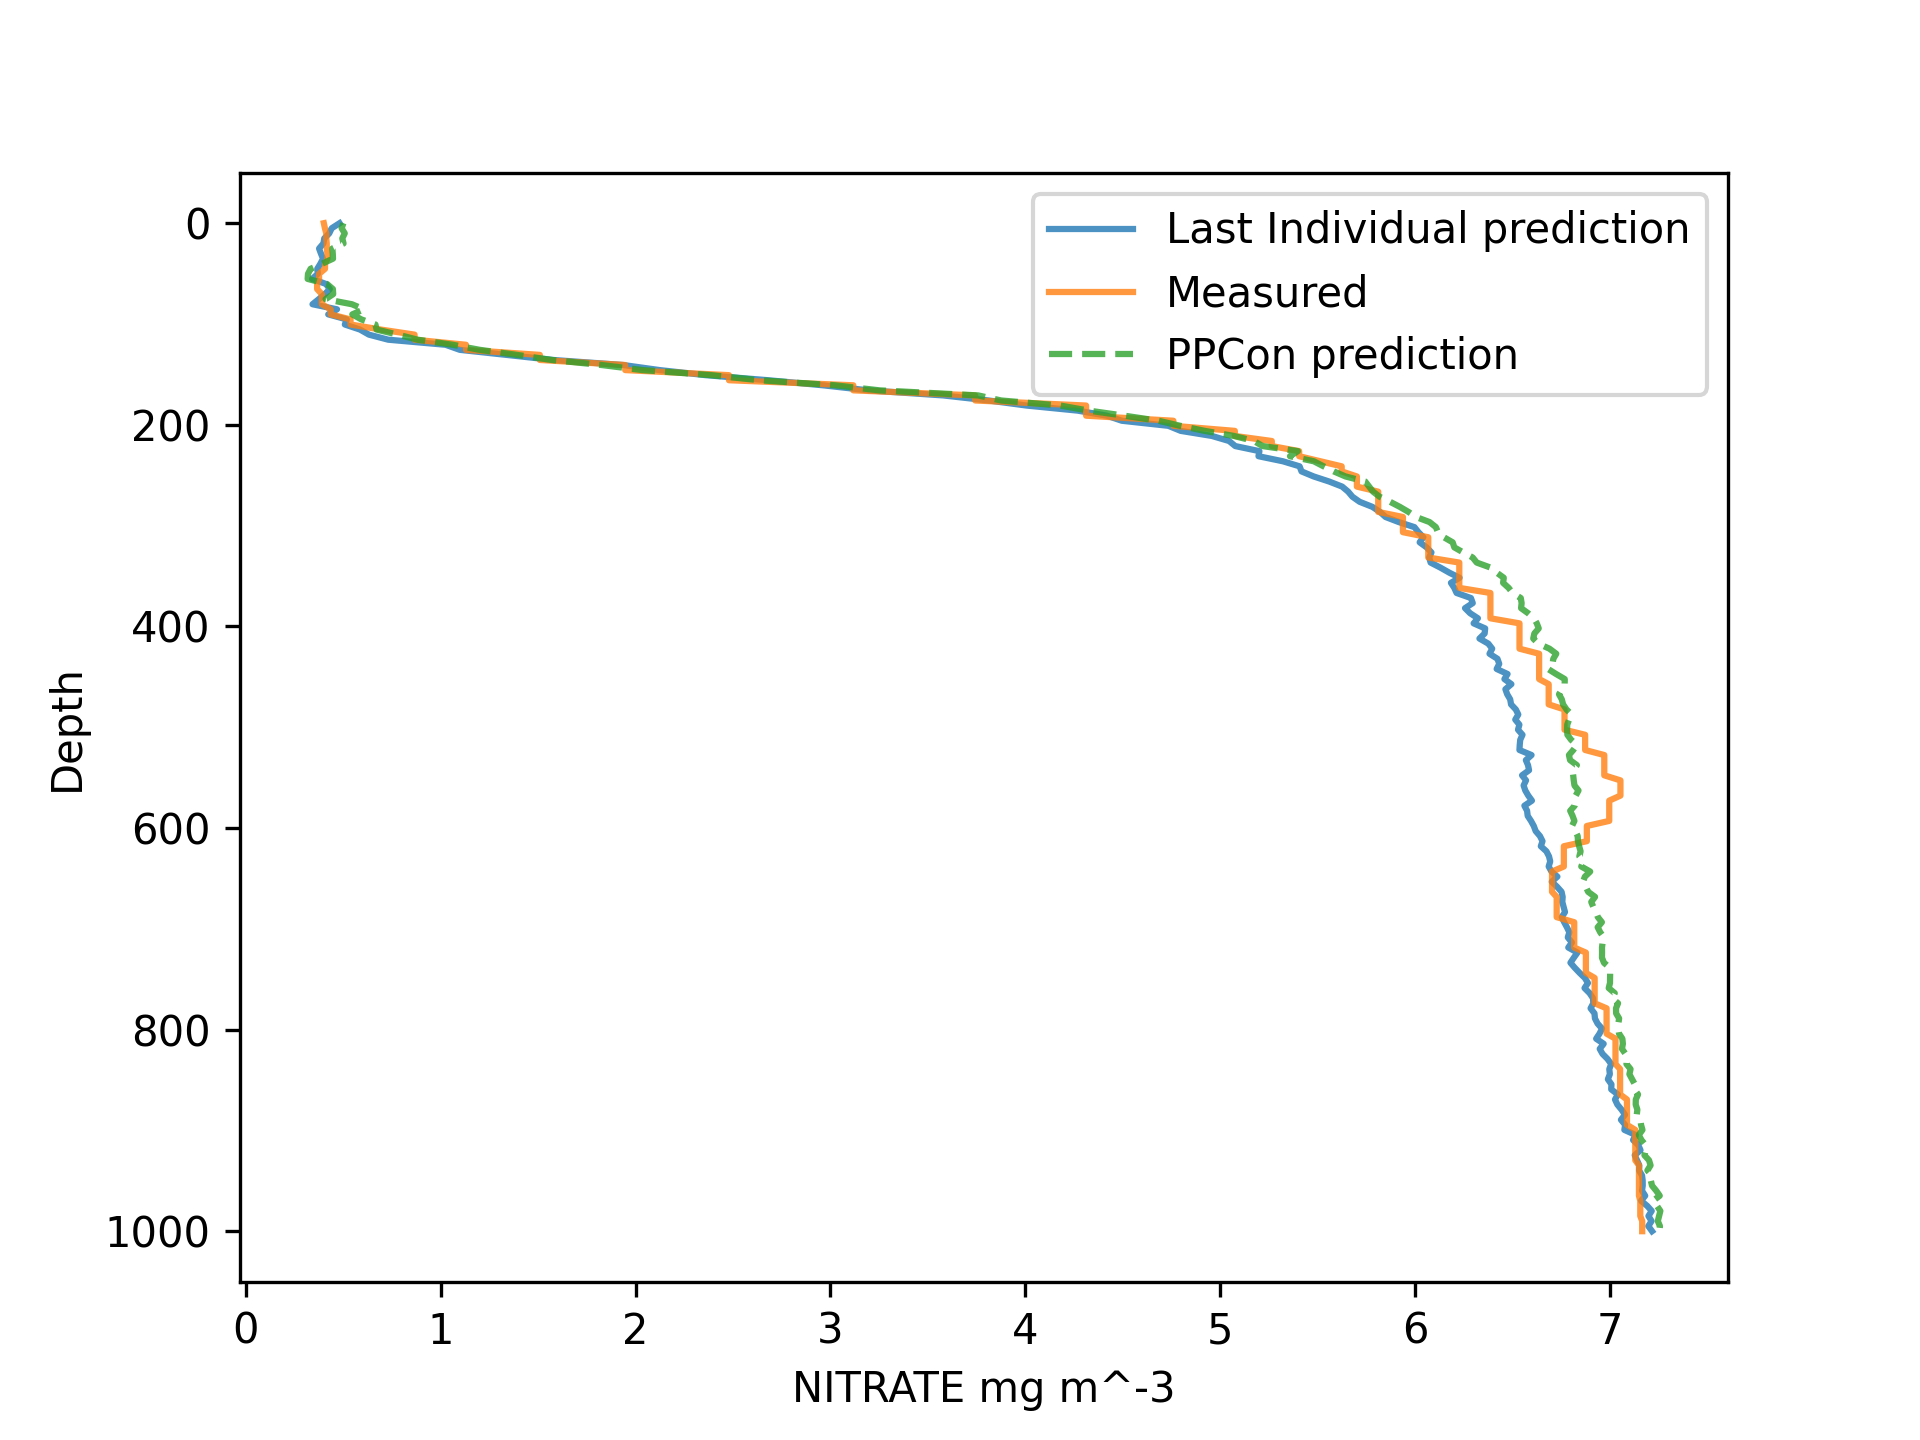 Last Individual prediction
Measured
PPCon prediction
0
200
400
600
800
1000
Depth
0 1 2 3 4 5 6 7
NITRATE mg m^-3